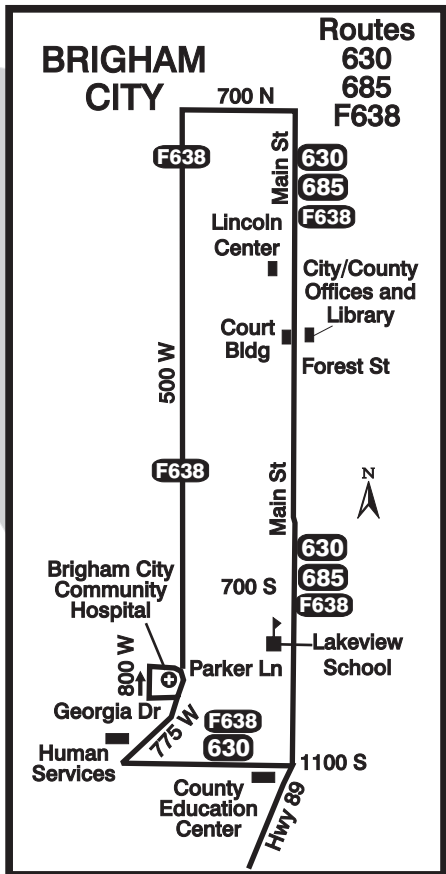 BRIGHAM
CITY
Routes
630
685
F638
700 N
F638
Main St
630
685
F638
Lincoln
Center
City/County
Offices and
Library
Court
Bldg
Forest St
500 W
F638
Main St
N
630
685
F638
700 S
Brigham City
Community
Hospital
Lakeview
School
800 W
Parker Ln
Georgia Dr
775 W
F638
630
Human
Services
1100 S
County
Education
Center
Hwy 89